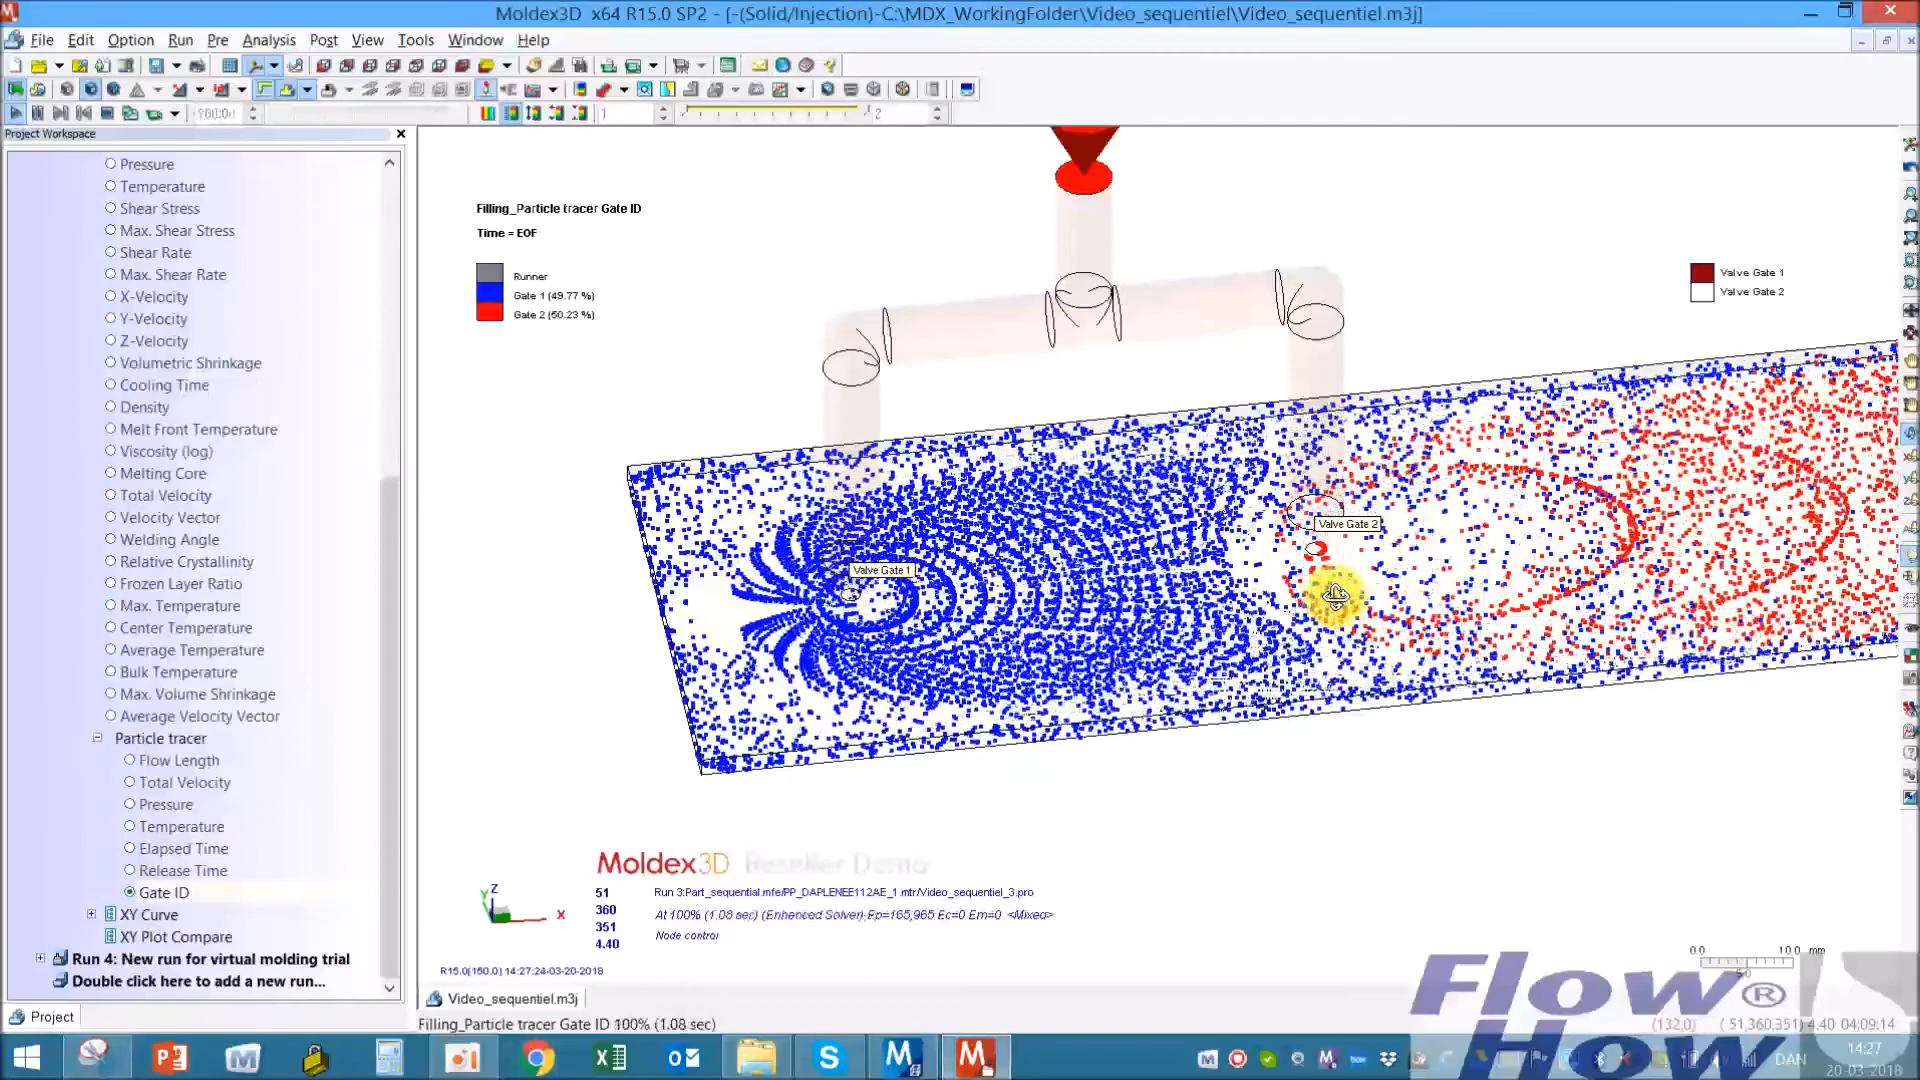 Moldex3D x64 R15.0 SP2 - [-(Solid/Injection)-C:\MDX_WorkingFolder\Video_sequentiel\Video_sequentiel.m3j]
File Edit Option Run Pre Analysis Post View Tools Window Help
1 2
Project Workspace
Pressure
Temperature
Shear Stress
Max. Shear Stress
Shear Rate
Max. Shear Rate
X-Velocity
Y-Velocity
Z-Velocity
Volumetric Shrinkage
Cooling Time
Density
Melt Front Temperature
Viscosity (log)
Melting Core
Total Velocity
Velocity Vector
Welding Angle
Relative Crystallinity
Frozen Layer Ratio
Max. Temperature
Center Temperature
Average Temperature
Bulk Temperature
Max. Volume Shrinkage
Average Velocity Vector
Particle tracer
Flow Length
Total Velocity
Pressure
Temperature
Elapsed Time
Release Time
Gate ID
XY Curve
XY Plot Compare
Run 4: New run for virtual molding trial
Double click here to add a new run...
Project
Filling_Particle tracer Gate ID
Time = EOF
Runner
Gate 1 (49.77 %)
Gate 2 (50.23 %)
Valve Gate 1
Valve Gate 2
Valve Gate 2
Valve Gate 1
Moldex3D Reseller Demo
Z
Y
X
51
360
351
4.40
Run 3:Part_sequential.mfe/PP_DAPLENEE112AE_1.mtr/Video_sequentiel_3.pro
At 100% (1.08 sec) (Enhanced Solver);Ep=165,965 Ec=0 Em=0 <Mixed>
Node control
R15.0(150.0) 14:27:24-03-20-2018
0.0 10.0 mm
5.0
Video_sequentiel.m3j
Filling_Particle tracer Gate ID 100% (1.08 sec)
Flow® How
(132,0) ( 51,360,351) 4.40 04:09:14
DAN
14:27
20-03-2018